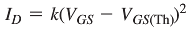 I_D = k(V_GS − V_GS(Th))²